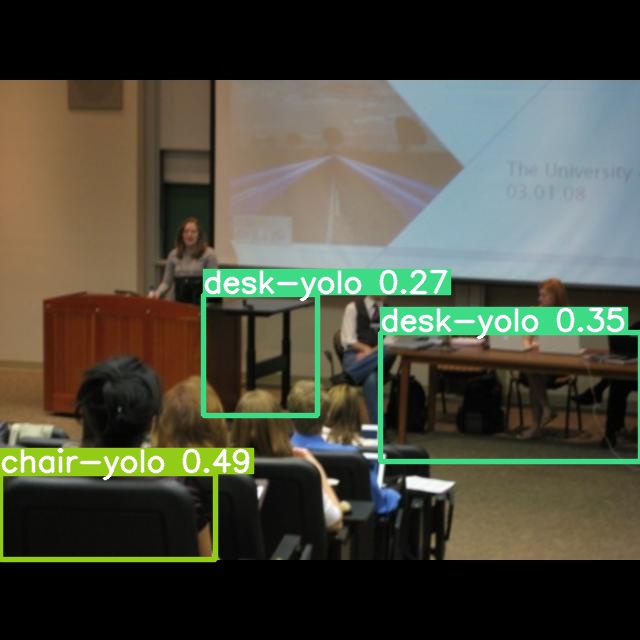 The University
03 01 08
desk-yolo 0.27
desk-yolo 0.35
chair-yolo 0.49